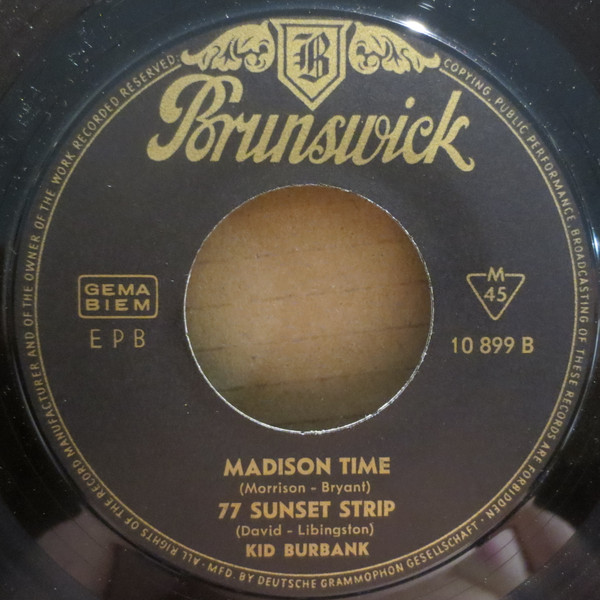 B
Brunswick
GEMA
BIEM
EPB
M
45
10 899 B
MADISON TIME
(Morrison - Bryant)
77 SUNSET STRIP
(David - Libingston)
KID BURBANK
ALL RIGHTS OF THE RECORD MANUFACTURER AND OF THE OWNER OF THE WORK RECORDED RESERVED. COPYING, PUBLIC PERFORMANCE, BROADCASTING OF THESE RECORDS ARE FORBIDDEN · MFD. BY DEUTSCHE GRAMMOPHON GESELLSCHAFT ·